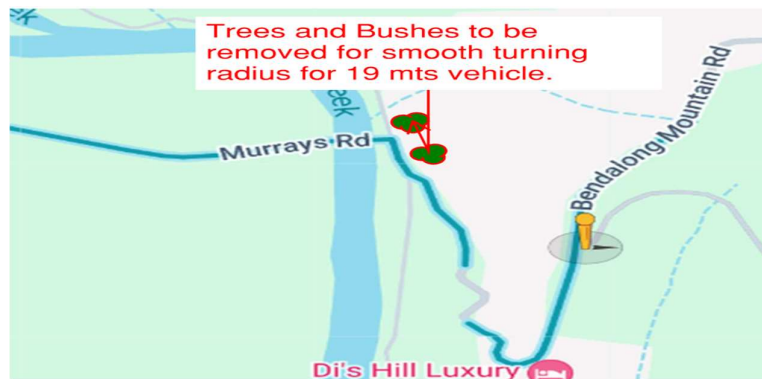 Trees and Bushes to be
removed for smooth turning
radius for 19 mts vehicle.
eek
Murrays Rd
Bendalong Mountain Rd
Di's Hill Luxury